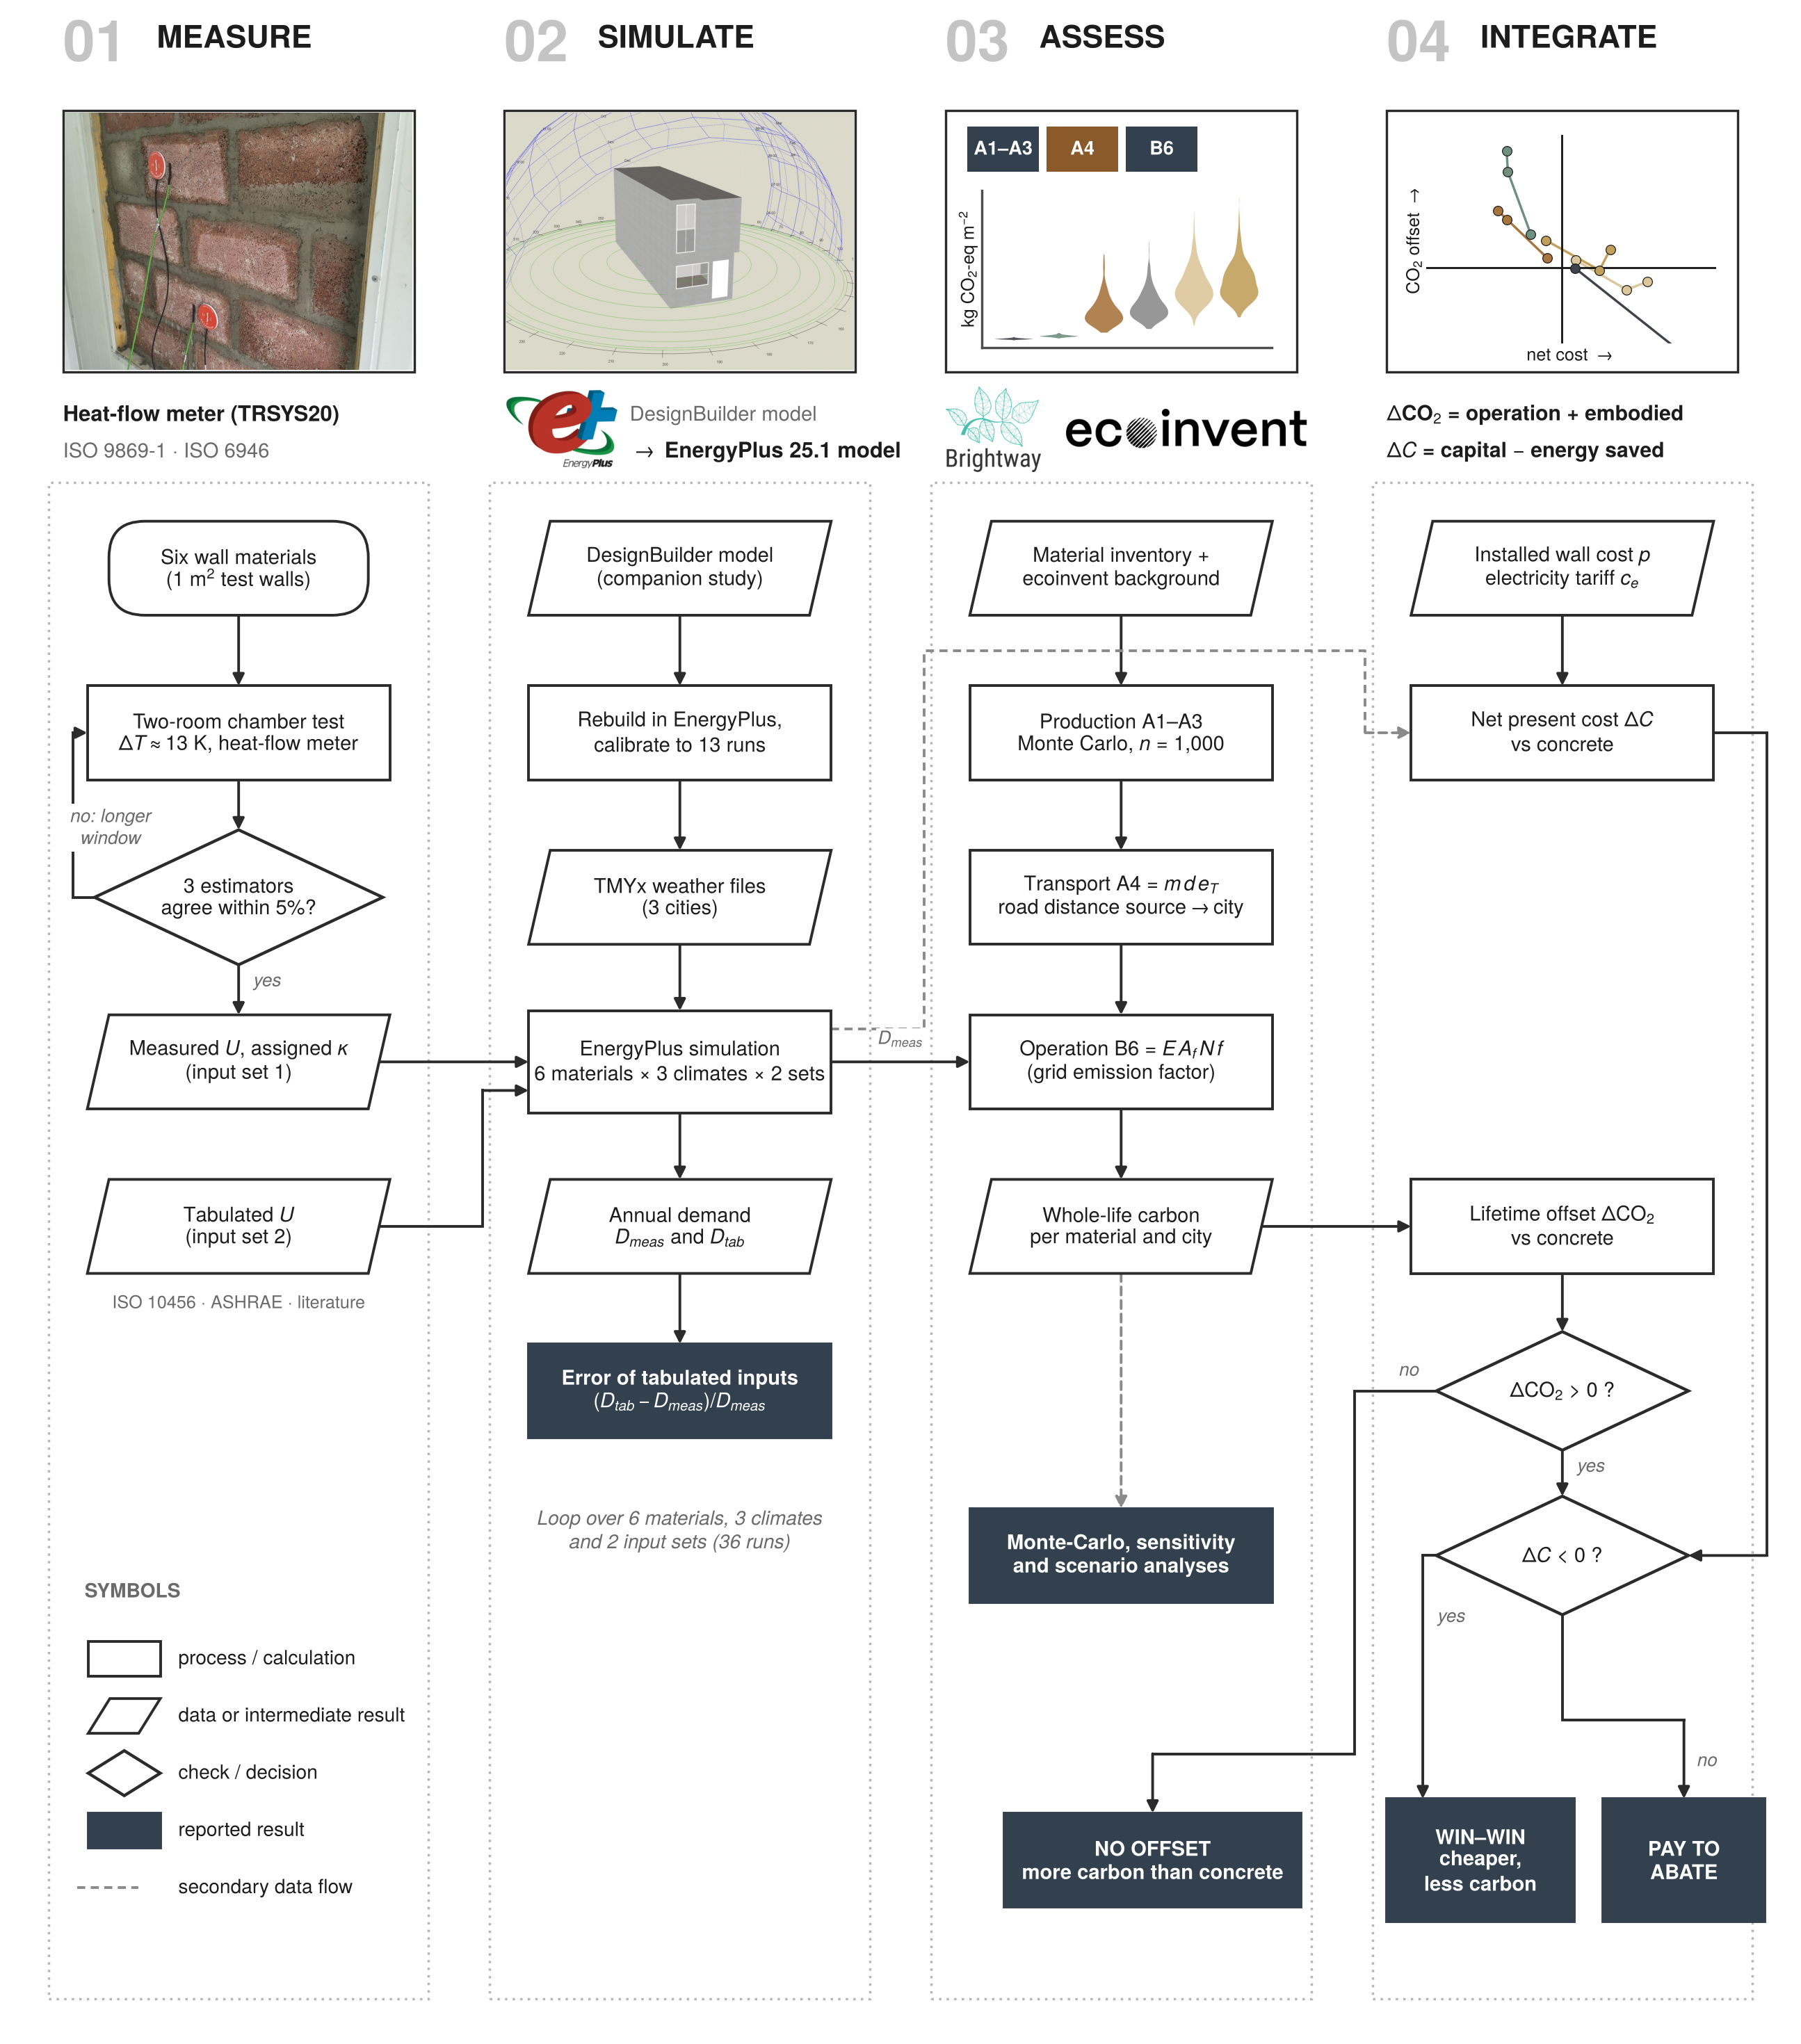 01 MEASURE
02 SIMULATE
03 ASSESS
04 INTEGRATE
A1–A3
A4
B6
kg CO₂-eq m⁻²
CO₂ offset →
net cost →
Heat-flow meter (TRSYS20)
ISO 9869-1 · ISO 6946
EnergyPlus
DesignBuilder model
→ EnergyPlus 25.1 model
Brightway
ecoinvent
ΔCO₂ = operation + embodied
ΔC = capital − energy saved
Six wall materials
(1 m² test walls)
Two-room chamber test
ΔT ≈ 13 K, heat-flow meter
no: longer
window
3 estimators
agree within 5%?
yes
Measured U, assigned κ
(input set 1)
Tabulated U
(input set 2)
ISO 10456 · ASHRAE · literature
SYMBOLS
process / calculation
data or intermediate result
check / decision
reported result
secondary data flow
DesignBuilder model
(companion study)
Rebuild in EnergyPlus,
calibrate to 13 runs
TMYx weather files
(3 cities)
EnergyPlus simulation
6 materials × 3 climates × 2 sets
D_meas
Annual demand
D_meas and D_tab
Error of tabulated inputs
(D_tab − D_meas)/D_meas
Loop over 6 materials, 3 climates
and 2 input sets (36 runs)
Material inventory +
ecoinvent background
Production A1–A3
Monte Carlo, n = 1,000
Transport A4 = m d e_T
road distance source → city
Operation B6 = E A_f N f
(grid emission factor)
Whole-life carbon
per material and city
Monte-Carlo, sensitivity
and scenario analyses
NO OFFSET
more carbon than concrete
Installed wall cost p
electricity tariff c_e
Net present cost ΔC
vs concrete
Lifetime offset ΔCO₂
vs concrete
no
ΔCO₂ > 0 ?
yes
ΔC < 0 ?
yes
no
WIN–WIN
cheaper,
less carbon
PAY TO
ABATE